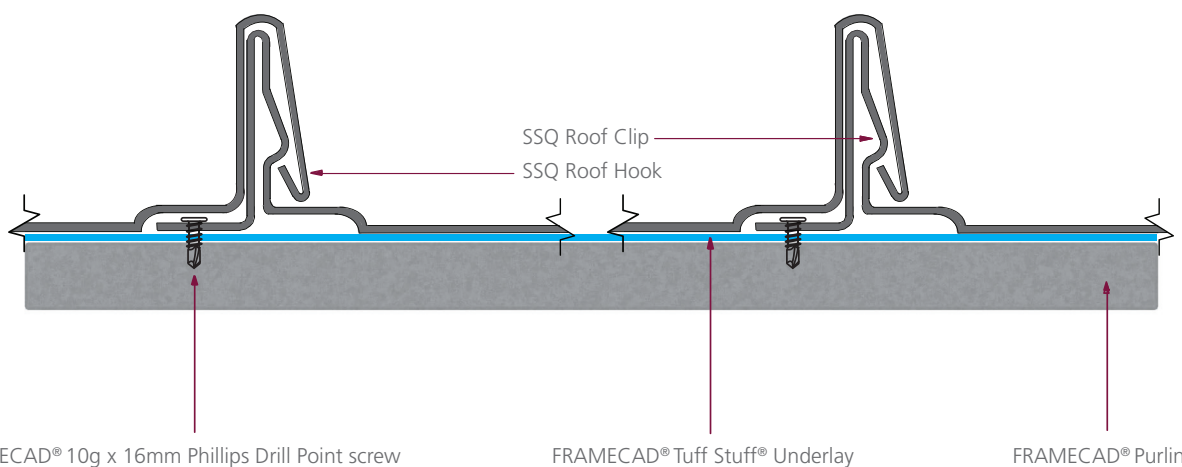 SSQ Roof Clip
SSQ Roof Hook
ECAD® 10g x 16mm Phillips Drill Point screw
FRAMECAD® Tuff Stuff® Underlay
FRAMECAD® Purlin